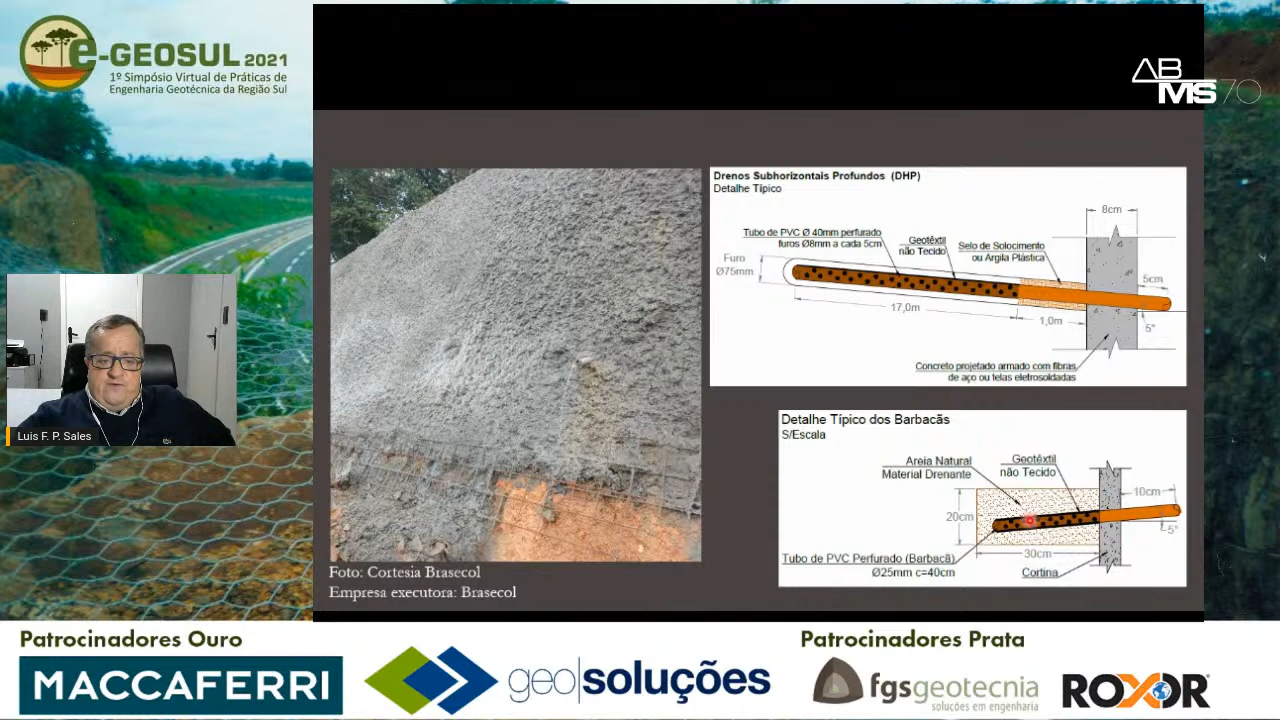 e-GEOSUL 2021
1º Simpósio Virtual de Práticas de
Engenharia Geotécnica da Região Sul
ABMS 70
Drenos Subhorizontais Profundos (DHP)
Detalhe Típico
8cm
Tubo de PVC Ø 40mm perfurado
furos Ø8mm a cada 5cm
Geotêxtil
não Tecido
Selo de Solocimento
ou Argila Plástica
Furo
Ø75mm
5cm
17,0m
1,0m
5°
Concreto projetado armado com fibras
de aço ou telas eletrosoldadas
Detalhe Típico dos Barbacãs
S/Escala
Areia Natural
Material Drenante
Geotêxtil
não Tecido
10cm
20cm
5°
30cm
Tubo de PVC Perfurado (Barbacã)
Ø25mm c=40cm
Cortina
Foto: Cortesia Brasecol
Empresa executora: Brasecol
Luis F. P. Sales
Patrocinadores Ouro
MACCAFERRI
geo soluções
Patrocinadores Prata
fgsgeotecnia
soluções em engenharia
ROXOR